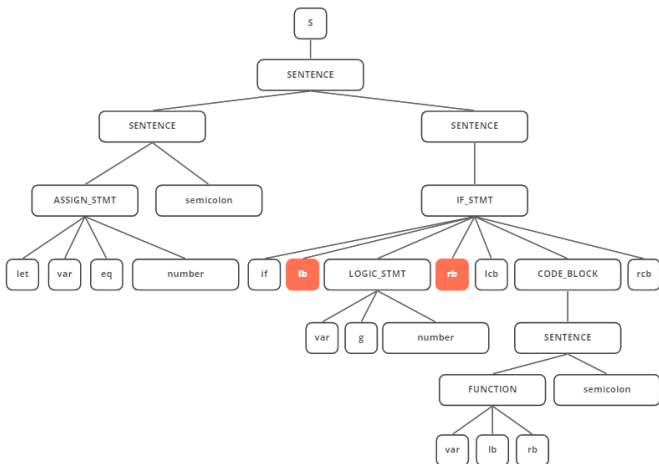 S
SENTENCE
SENTENCE SENTENCE
ASSIGN_STMT semicolon IF_STMT
let var eq number if lb LOGIC_STMT rb lcb CODE_BLOCK rcb
var g number SENTENCE
FUNCTION semicolon
var lb rb